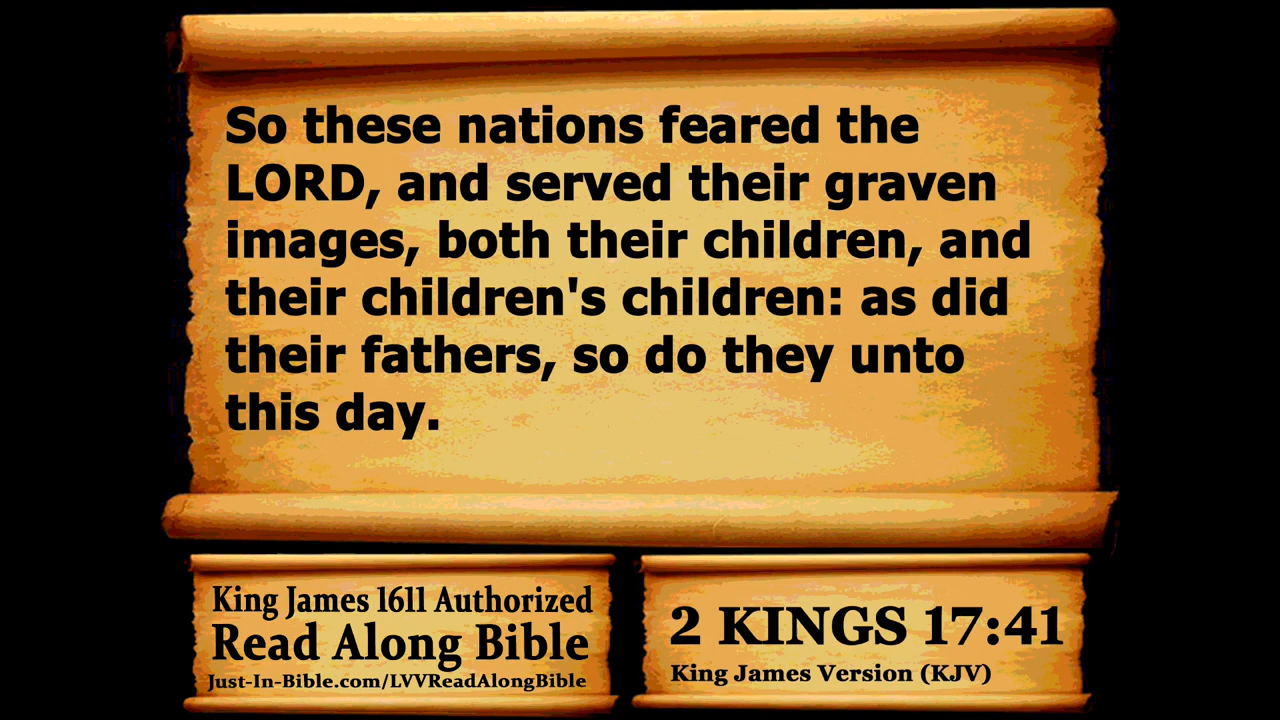 So these nations feared the
LORD, and served their graven
images, both their children, and
their children's children: as did
their fathers, so do they unto
this day.
King James 1611 Authorized
Read Along Bible
Just-In-Bible.com/LVVReadAlongBible
2 KINGS 17:41
King James Version (KJV)